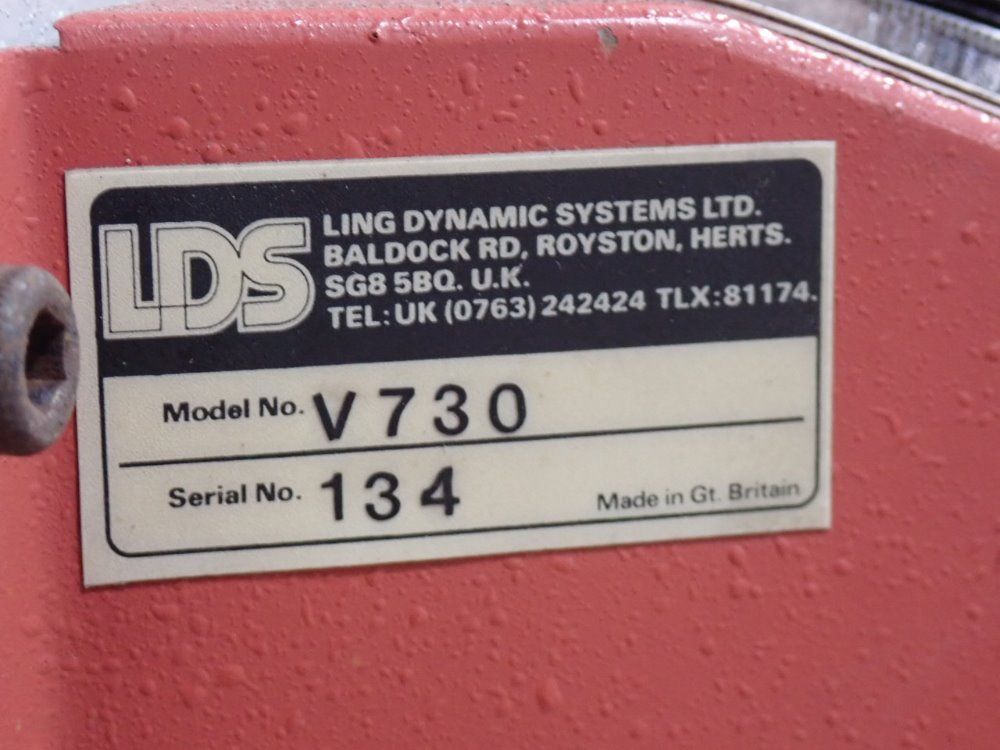 LDS
LING DYNAMIC SYSTEMS LTD.
BALDOCK RD, ROYSTON, HERTS.
SG8 5BQ. U.K.
TEL: UK (0763) 242424 TLX:81174.
Model No. V730
Serial No. 134
Made in Gt. Britain